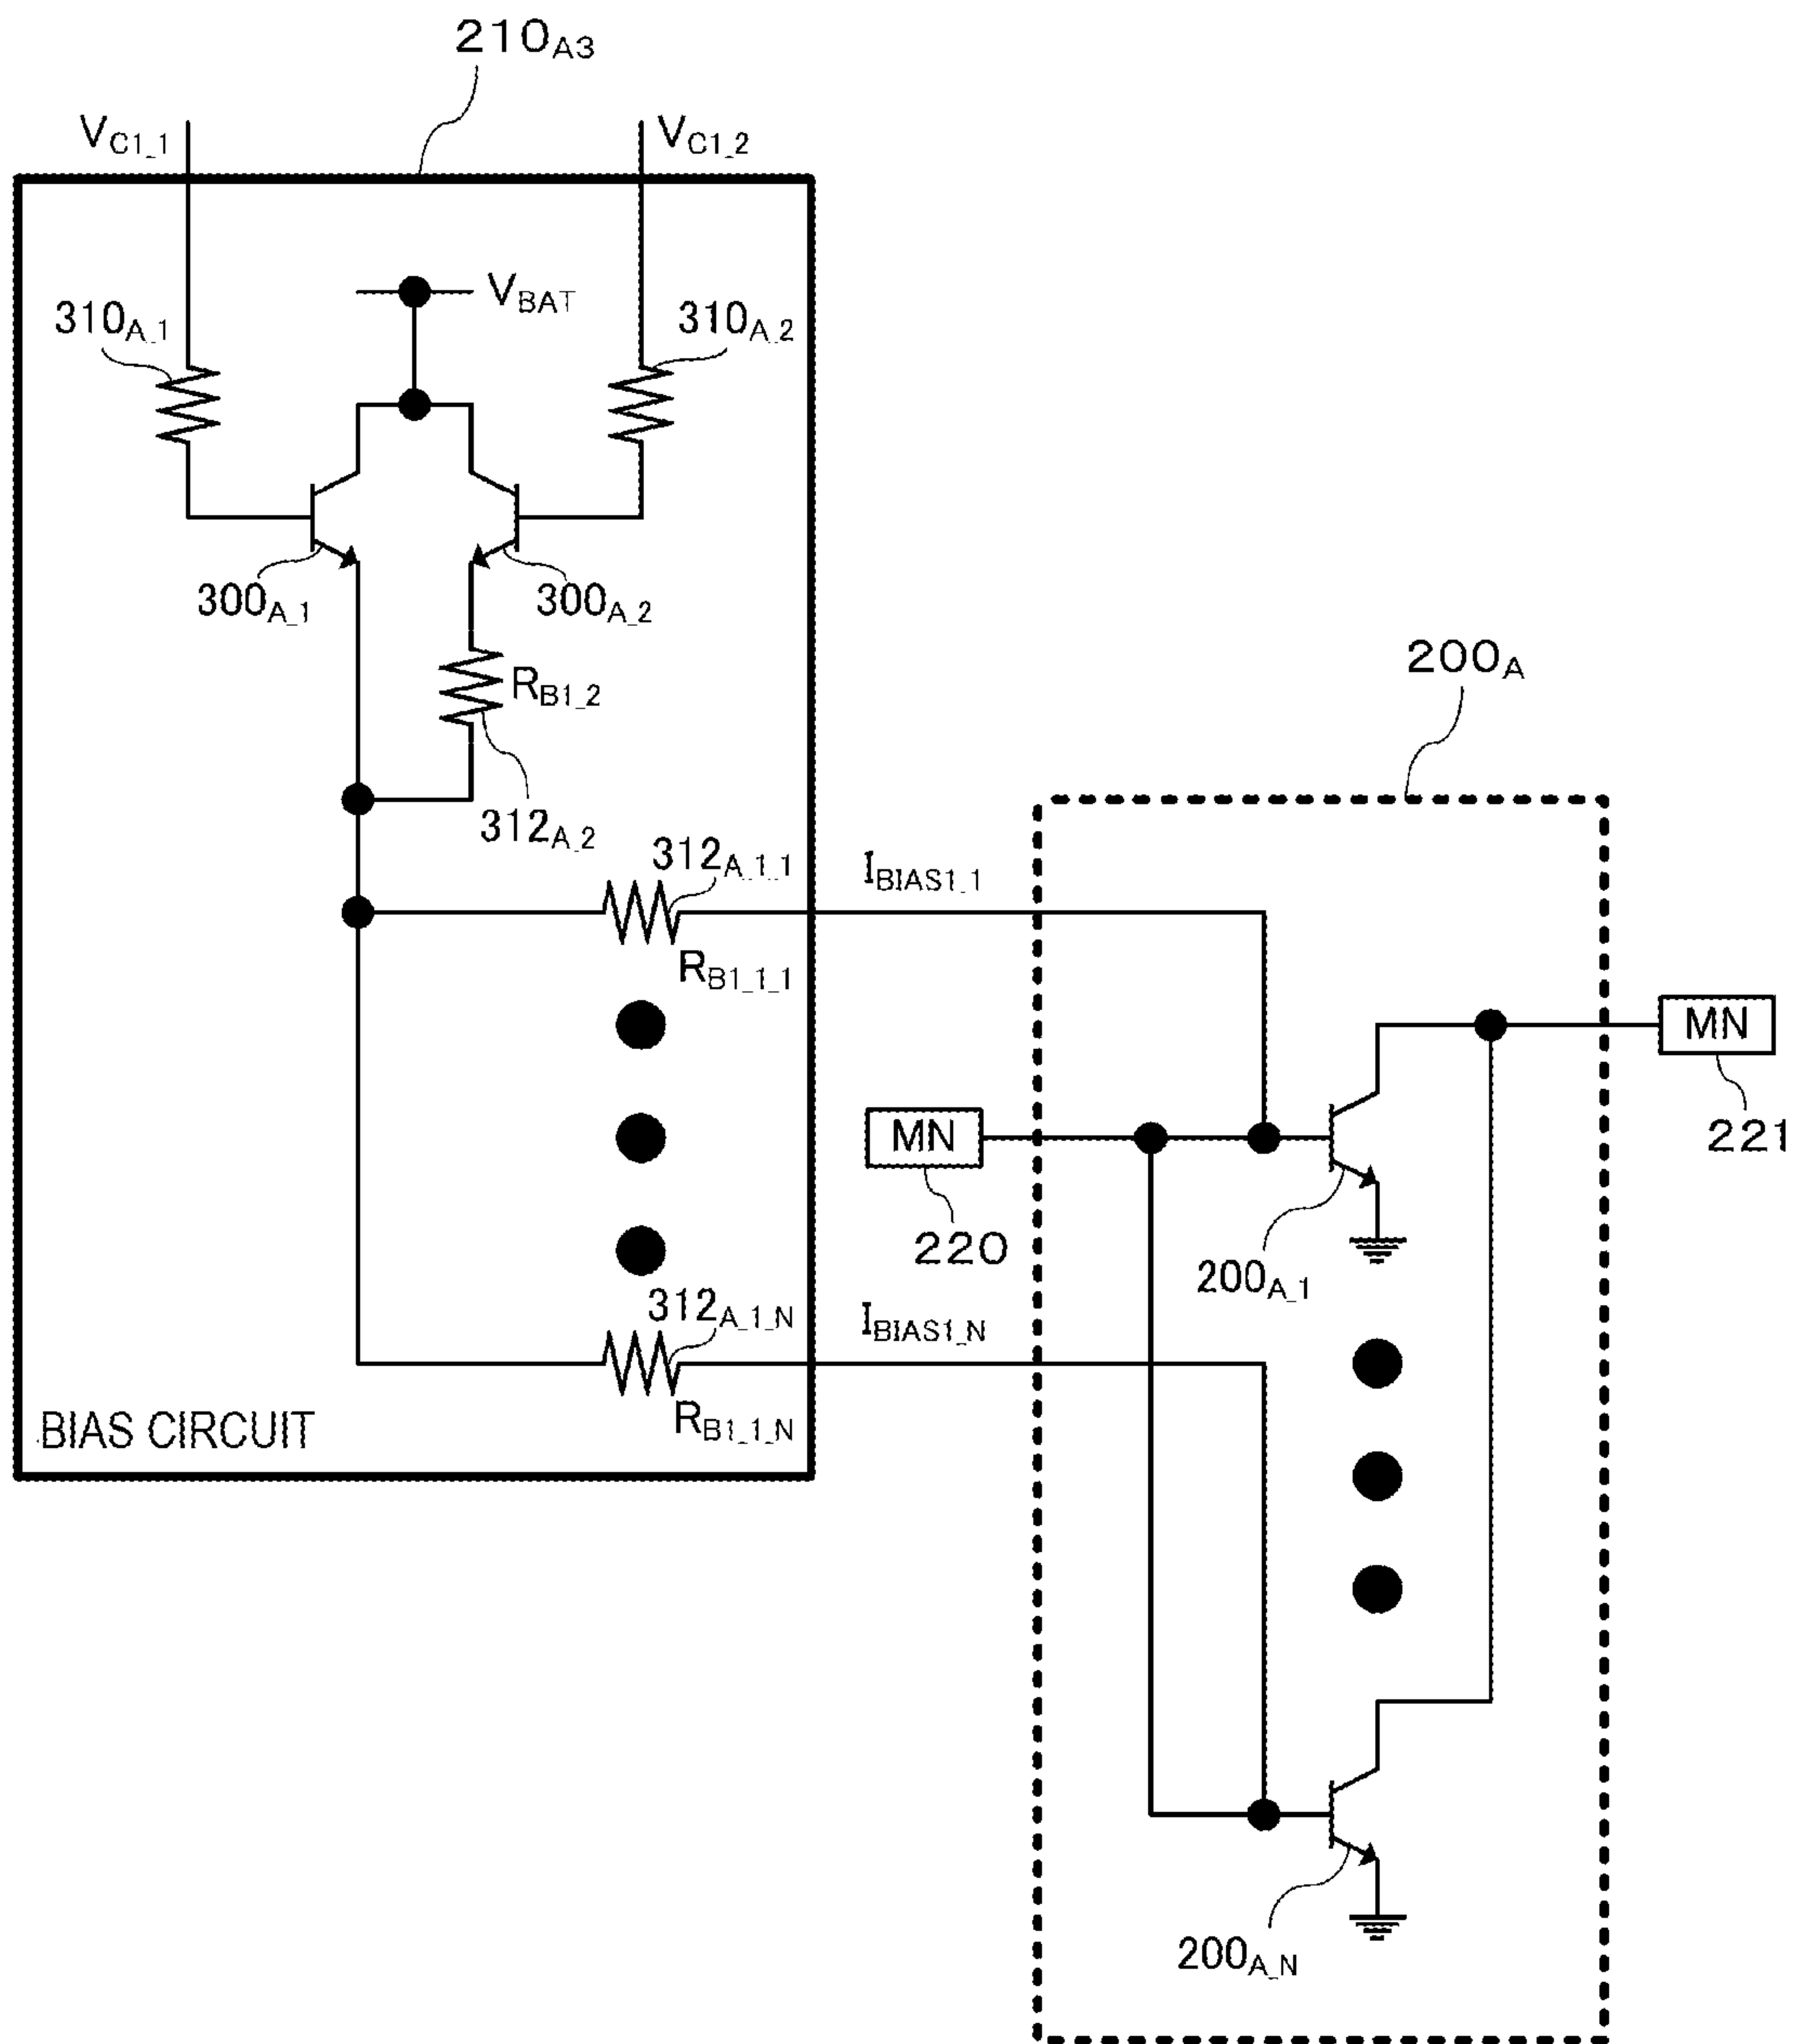 210A3
VC1_1
VC1_2
VBAT
310A_1
310A_2
300A_1
300A_2
RB1_2
312A_2
200A
312A_1_1
IBIAS1_1
RB1_1_1
MN
221
MN
220
200A_1
312A_1_N
IBIAS1_N
RB1_1_N
BIAS CIRCUIT
200A_N